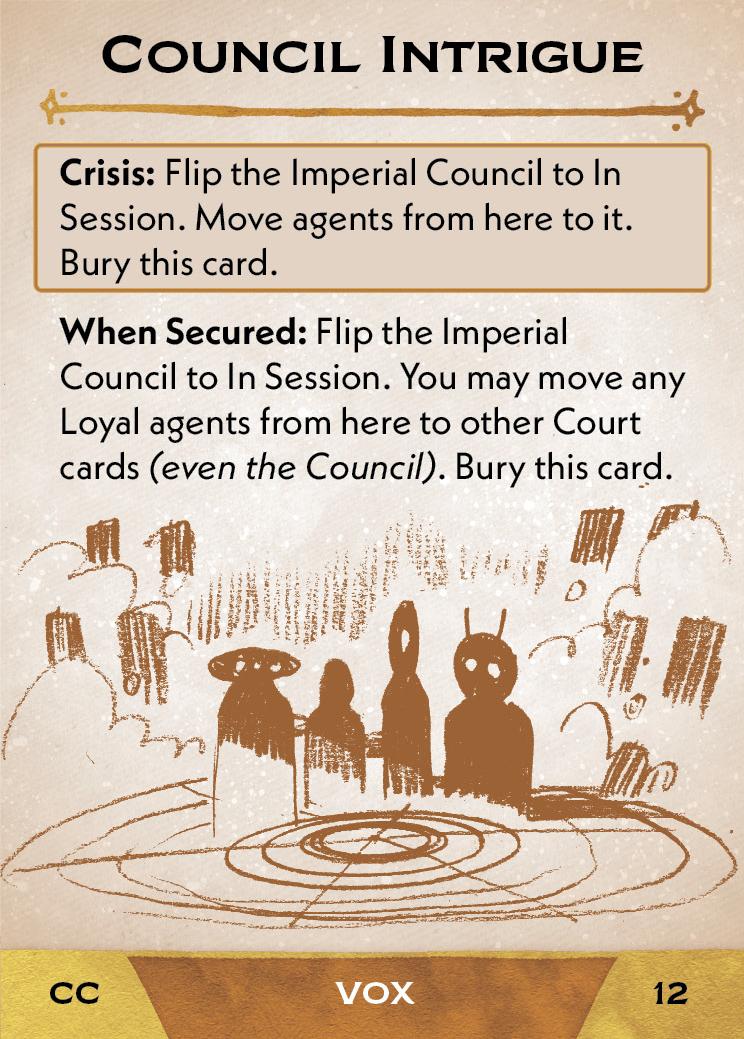 Council Intrigue
Crisis: Flip the Imperial Council to In
Session. Move agents from here to it.
Bury this card.
When Secured: Flip the Imperial
Council to In Session. You may move any
Loyal agents from here to other Court
cards (even the Council). Bury this card.
CC VOX 12